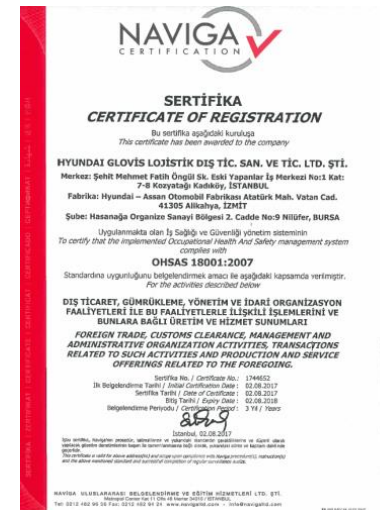 NAVIGA
CERTIFICATION
SERTİFİKA
CERTIFICATE OF REGISTRATION
Bu sertifika aşağıdaki kuruluşa
This certificate has been awarded to the company
HYUNDAI GLOVİS LOJİSTİK DIŞ TİC. SAN. VE TİC. LTD. ŞTİ.
Merkez: Şehit Mehmet Fatih Öngül Sk. Eski Yapanlar İş Merkezi No:1 Kat:
7-8 Kozyatağı Kadıköy, İSTANBUL
Fabrika: Hyundai – Assan Otomobil Fabrikası Atatürk Mah. Vatan Cad.
41305 Alikahya, İZMİT
Şube: Hasanağa Organize Sanayi Bölgesi 2. Cadde No:9 Nilüfer, BURSA
Uygulanmakta olan İş Sağlığı ve Güvenliği yönetim sisteminin
To certify that the implemented Occupational Health And Safety management system
complies with
OHSAS 18001:2007
Standardına uygunluğunu belgelendirmek amacı ile aşağıdaki kapsamda verilmiştir.
For the activities described below
DIŞ TİCARET, GÜMRÜKLEME, YÖNETİM VE İDARİ ORGANİZASYON
FAALİYETLERİ İLE BU FAALİYETLERLE İLİŞKİLİ İŞLEMLERİNİ VE
BUNLARA BAĞLI ÜRETİM VE HİZMET SUNUMLARI
FOREIGN TRADE, CUSTOMS CLEARANCE, MANAGEMENT AND
ADMINISTRATIVE ORGANIZATION ACTIVITIES, TRANSACTIONS
RELATED TO SUCH ACTIVITIES AND PRODUCTION AND SERVICE
OFFERINGS RELATED TO THE FOREGOING.
Sertifika No. / Certificate No.: 1744652
İlk Belgelendirme Tarihi / Initial Certification Date : 02.08.2017
Sertifika Tarihi / Date of Certificate : 02.08.2017
Bitiş Tarihi / Expiry Date : 02.08.2018
Belgelendirme Periyodu / Certification Period : 3 Yıl / Years
İstanbul, 02.08.2017
NAVİGA ULUSLARARASI BELGELENDİRME VE EĞİTİM HİZMETLERİ LTD. ŞTİ.